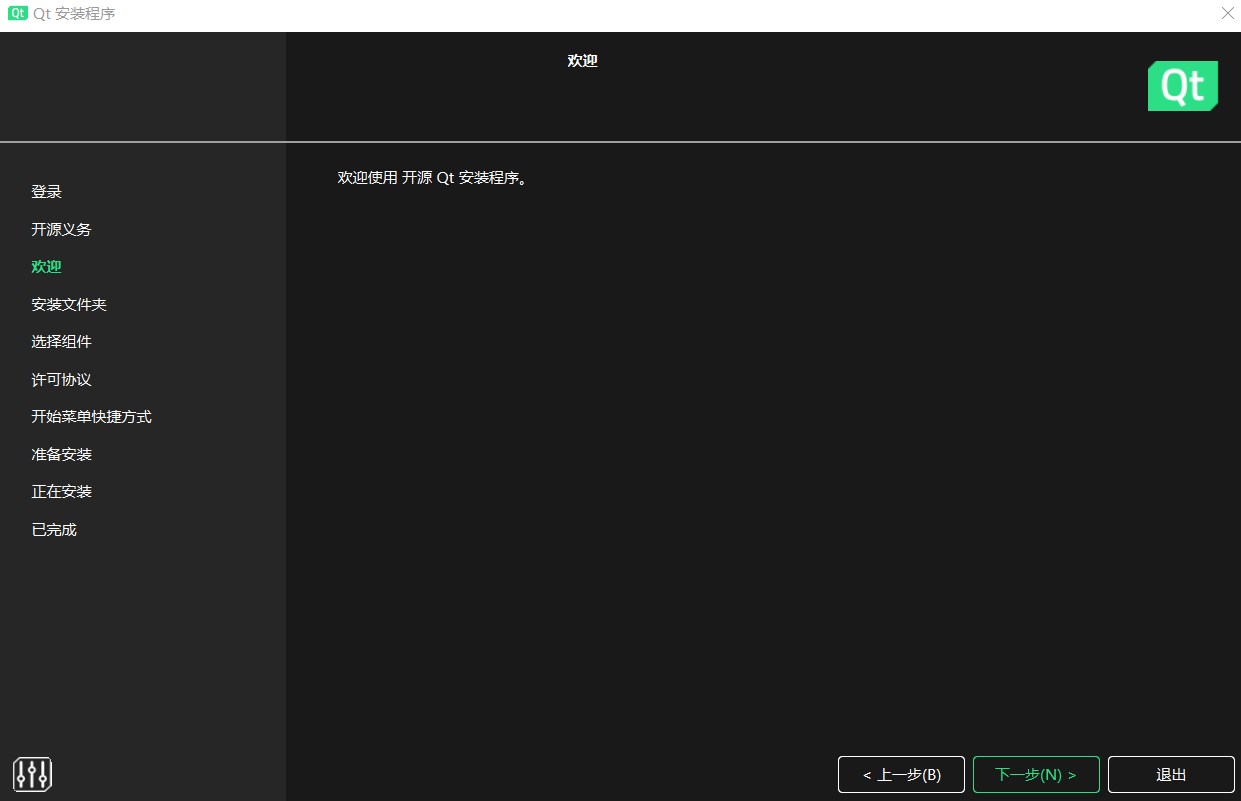 Qt Qt 安装程序
欢迎
Qt
登录
开源义务
欢迎
安装文件夹
选择组件
许可协议
开始菜单快捷方式
准备安装
正在安装
已完成
欢迎使用 开源 Qt 安装程序。
< 上一步(B)
下一步(N) >
退出